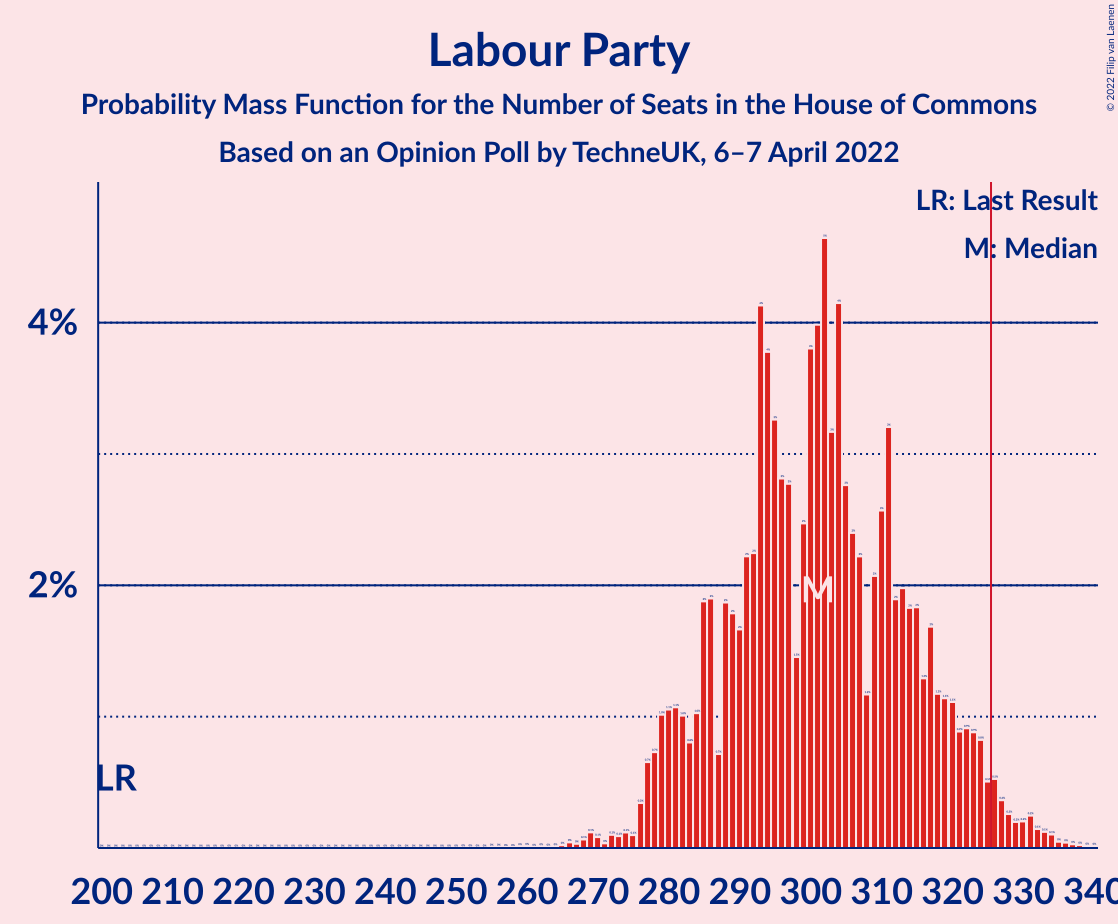 Labour Party
Probability Mass Function for the Number of Seats in the House of Commons
Based on an Opinion Poll by TechneUK, 6–7 April 2022
© 2022 Filip van Laenen
LR: Last Result
M: Median
4%
2%
M
LR
200 210 220 230 240 250 260 270 280 290 300 310 320 330 340